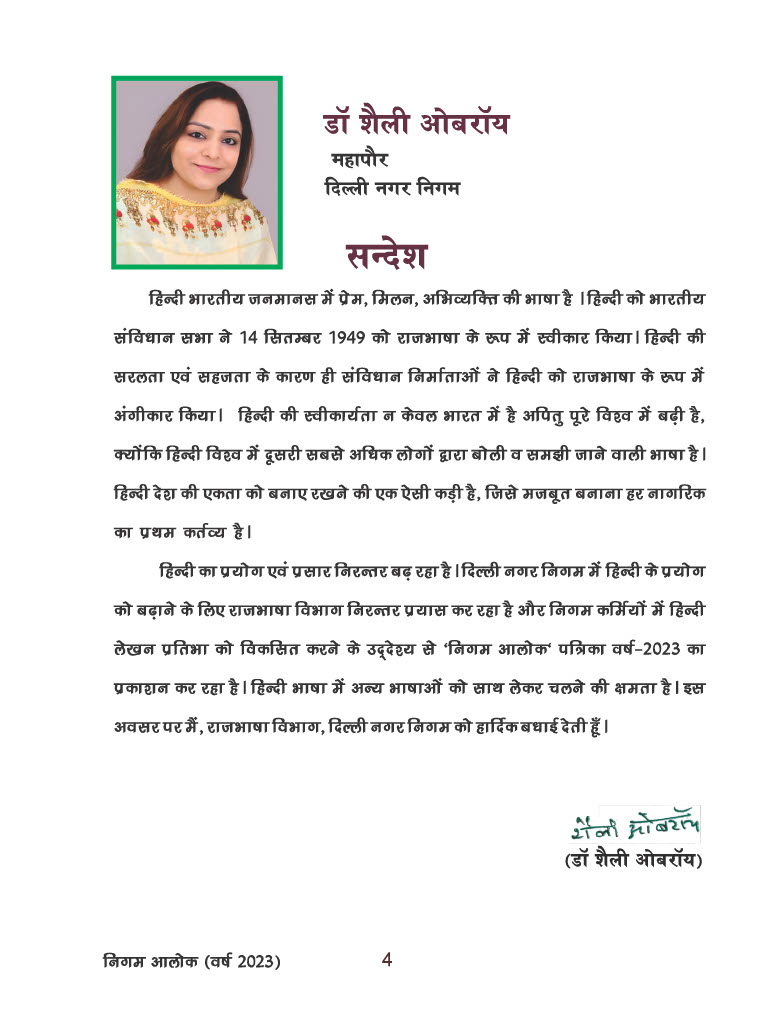 डॉ शैली ओबरॉय
महापौर
दिल्ली नगर निगम
सन्देश
हिन्दी भारतीय जनमानस में प्रेम, मिलन, अभिव्यक्ति की भाषा है । हिन्दी को भारतीय
संविधान सभा ने 14 सितम्बर 1949 को राजभाषा के रूप में स्वीकार किया। हिन्दी की
सरलता एवं सहजता के कारण ही संविधान निर्माताओं ने हिन्दी को राजभाषा के रूप में
अंगीकार किया। हिन्दी की स्वीकार्यता न केवल भारत में है अपितु पूरे विश्व में बढ़ी है,
क्योंकि हिन्दी विश्व में दूसरी सबसे अधिक लोगों द्वारा बोली व समझी जाने वाली भाषा है।
हिन्दी देश की एकता को बनाए रखने की एक ऐसी कड़ी है, जिसे मजबूत बनाना हर नागरिक
का प्रथम कर्तव्य है।
हिन्दी का प्रयोग एवं प्रसार निरन्तर बढ़ रहा है। दिल्ली नगर निगम में हिन्दी के प्रयोग
को बढ़ाने के लिए राजभाषा विभाग निरन्तर प्रयास कर रहा है और निगम कर्मियों में हिन्दी
लेखन प्रतिभा को विकसित करने के उद्देश्य से ‘निगम आलोक‘ पत्रिका वर्ष–2023 का
प्रकाशन कर रहा है। हिन्दी भाषा में अन्य भाषाओं को साथ लेकर चलने की क्षमता है। इस
अवसर पर मैं, राजभाषा विभाग, दिल्ली नगर निगम को हार्दिक बधाई देती हूँ।
शैली ओबरॉय
(डॉ शैली ओबरॉय)
निगम आलोक (वर्ष 2023) 4